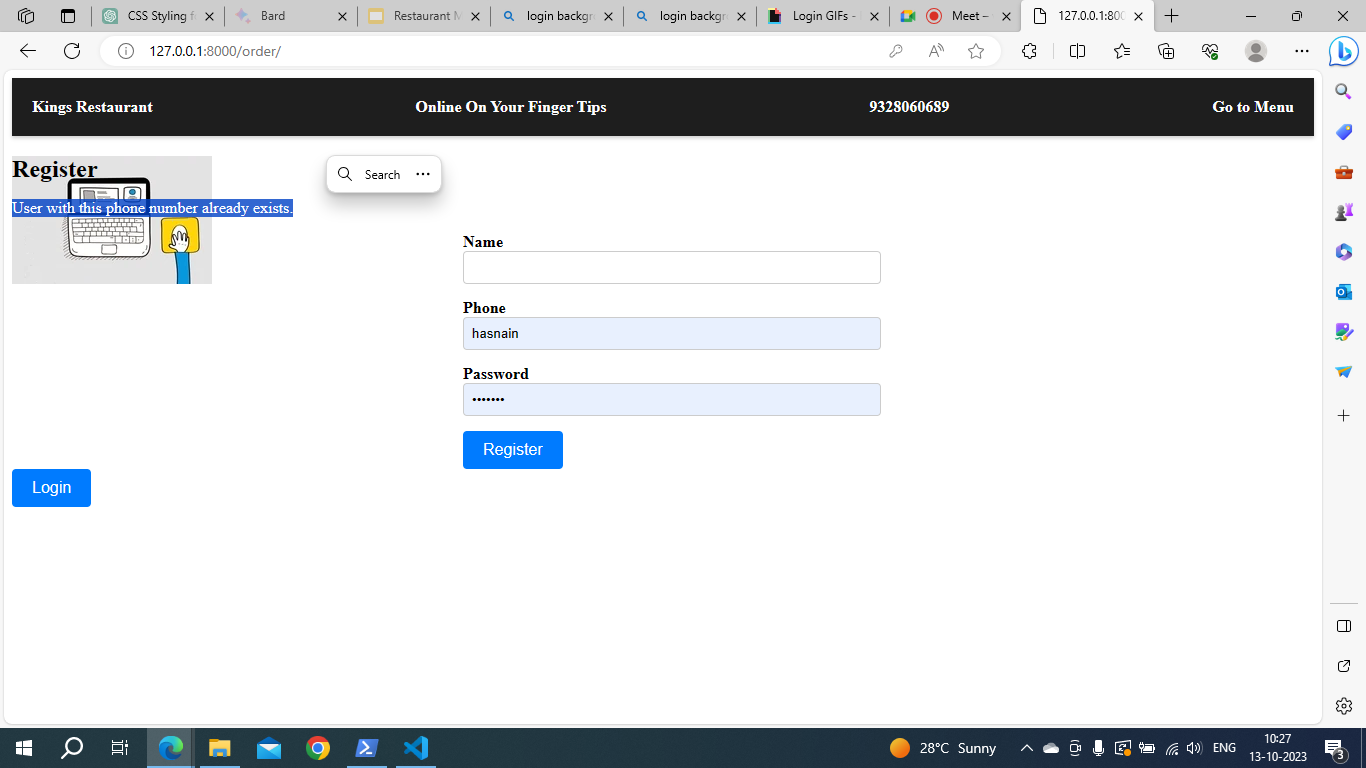 CSS Styling f
Bard
Restaurant M
login backgr
login backgr
Login GIFs -
Meet –
127.0.0.1:800
127.0.0.1:8000/order/
Kings Restaurant
Online On Your Finger Tips
9328060689
Go to Menu
Register
Search
User with this phone number already exists.
Name
Phone
hasnain
Password
Register
Login
28°C Sunny
ENG
10:27
13-10-2023
3